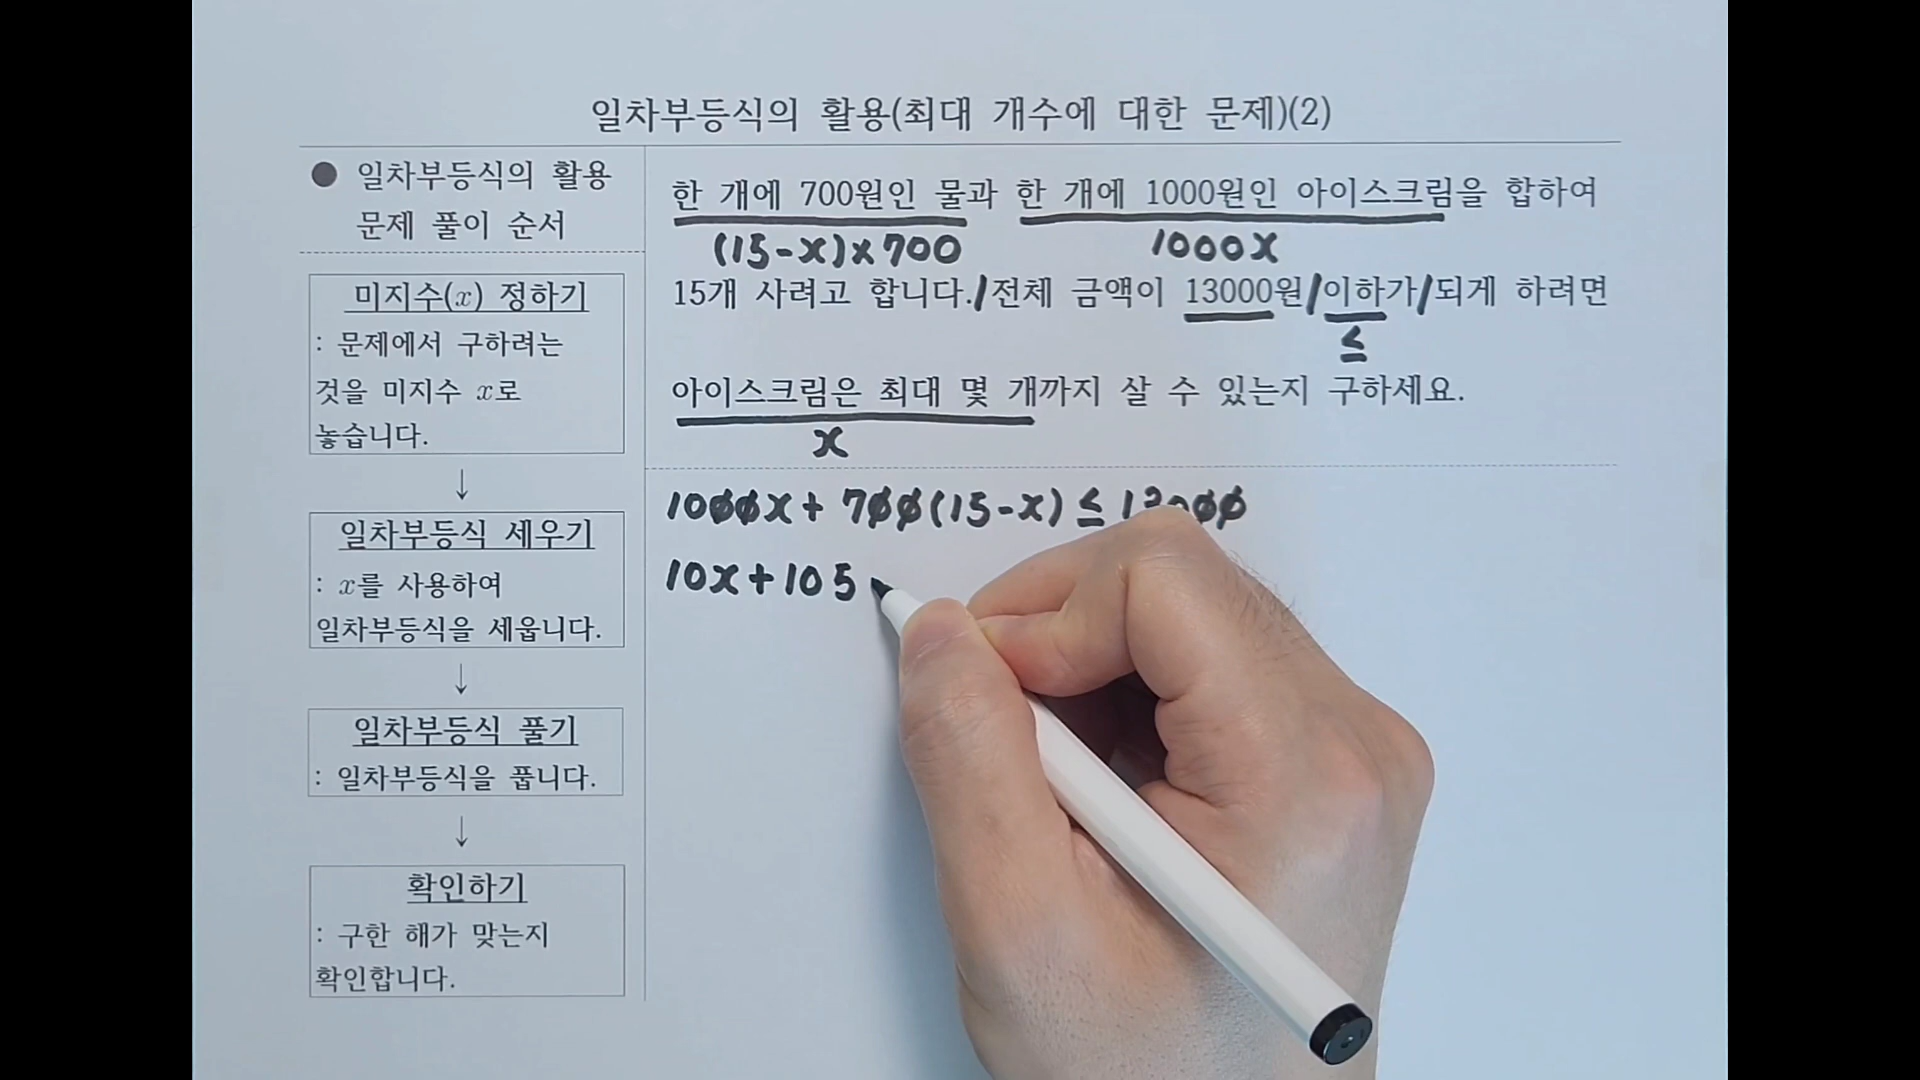 일차부등식의 활용(최대 개수에 대한 문제)(2)
● 일차부등식의 활용
문제 풀이 순서
미지수(x) 정하기
: 문제에서 구하려는
것을 미지수 x로
놓습니다.
↓
일차부등식 세우기
: x를 사용하여
일차부등식을 세웁니다.
↓
일차부등식 풀기
: 일차부등식을 풉니다.
↓
확인하기
: 구한 해가 맞는지
확인합니다.
한 개에 700원인 물과 한 개에 1000원인 아이스크림을 합하여
(15-x)×700 1000x
15개 사려고 합니다./전체 금액이 13000원/이하가/되게 하려면
≤
아이스크림은 최대 몇 개까지 살 수 있는지 구하세요.
x
1000x + 700(15-x) ≤
10x+105